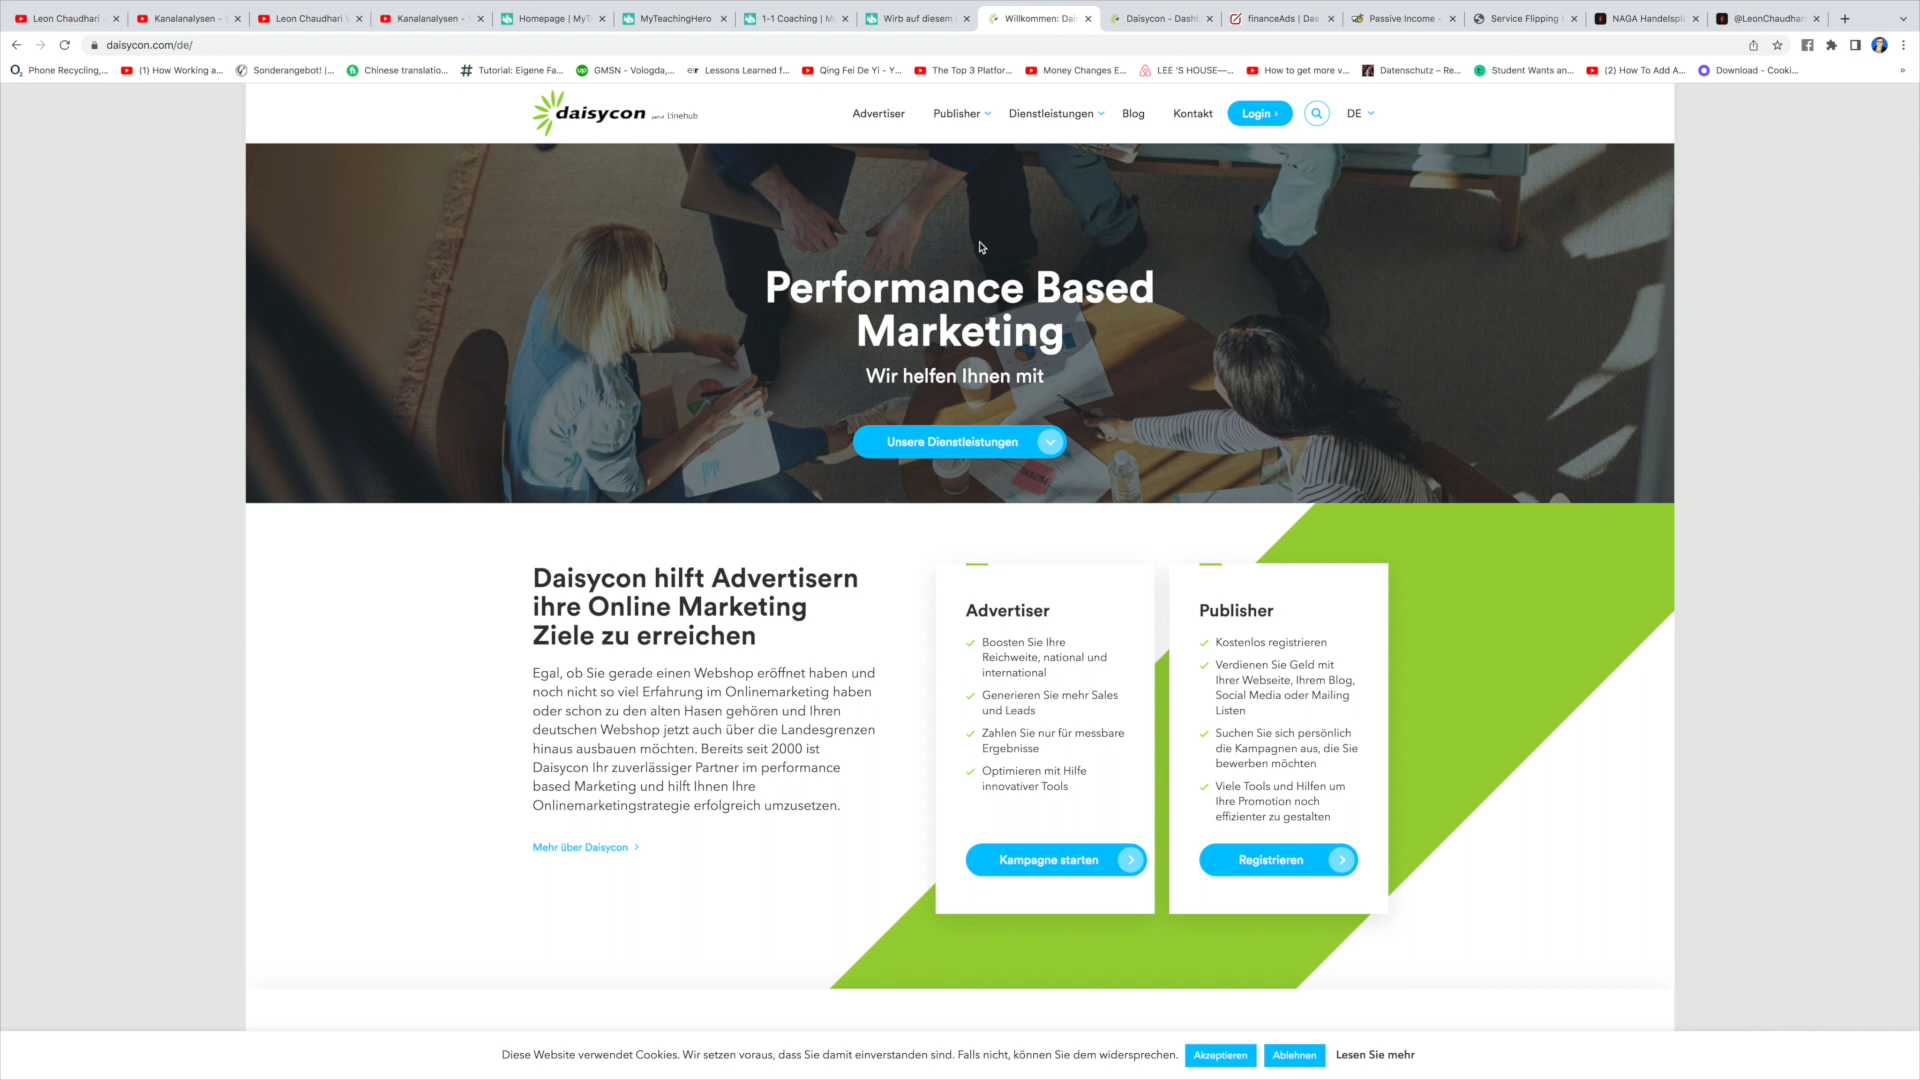 Leon Chaudhari -
Kanalanalysen -
Leon Chaudhari
Kanalanalysen -
Homepage | MyT
MyTeachingHero
1-1 Coaching | M
Wirb auf diesem
Willkommen: Dai
Daisycon - Dashb
financeAds | Das
Passive Income -
Service Flipping
NAGA Handelspl
@LeonChaudhar
daisycon.com/de/
Phone Recycling,...
(1) How Working a...
Sonderangebot! |...
Chinese translatio...
Tutorial: Eigene Fa...
GMSN - Vologda,...
Lessons Learned f...
Qing Fei De Yi - Y...
The Top 3 Platfor...
Money Changes E...
LEE 'S HOUSE—...
How to get more v...
Datenschutz – Re...
Student Wants an...
(2) How To Add A...
Download - Cooki...
daisycon part of Linehub
Advertiser
Publisher
Dienstleistungen
Blog
Kontakt
Login ›
DE
Performance Based
Marketing
Wir helfen Ihnen mit
Unsere Dienstleistungen
Daisycon hilft Advertisern
ihre Online Marketing
Ziele zu erreichen
Egal, ob Sie gerade einen Webshop eröffnet haben und
noch nicht so viel Erfahrung im Onlinemarketing haben
oder schon zu den alten Hasen gehören und Ihren
deutschen Webshop jetzt auch über die Landesgrenzen
hinaus ausbauen möchten. Bereits seit 2000 ist
Daisycon Ihr zuverlässiger Partner im performance
based Marketing und hilft Ihnen Ihre
Onlinemarketingstrategie erfolgreich umzusetzen.
Mehr über Daisycon ›
Advertiser
Boosten Sie Ihre
Reichweite, national und
international
Generieren Sie mehr Sales
und Leads
Zahlen Sie nur für messbare
Ergebnisse
Optimieren mit Hilfe
innovativer Tools
Kampagne starten
Publisher
Kostenlos registrieren
Verdienen Sie Geld mit
Ihrer Webseite, Ihrem Blog,
Social Media oder Mailing
Listen
Suchen Sie sich persönlich
die Kampagnen aus, die Sie
bewerben möchten
Viele Tools und Hilfen um
Ihre Promotion noch
effizienter zu gestalten
Registrieren
Diese Website verwendet Cookies. Wir setzen voraus, dass Sie damit einverstanden sind. Falls nicht, können Sie dem widersprechen.
Akzeptieren
Ablehnen
Lesen Sie mehr